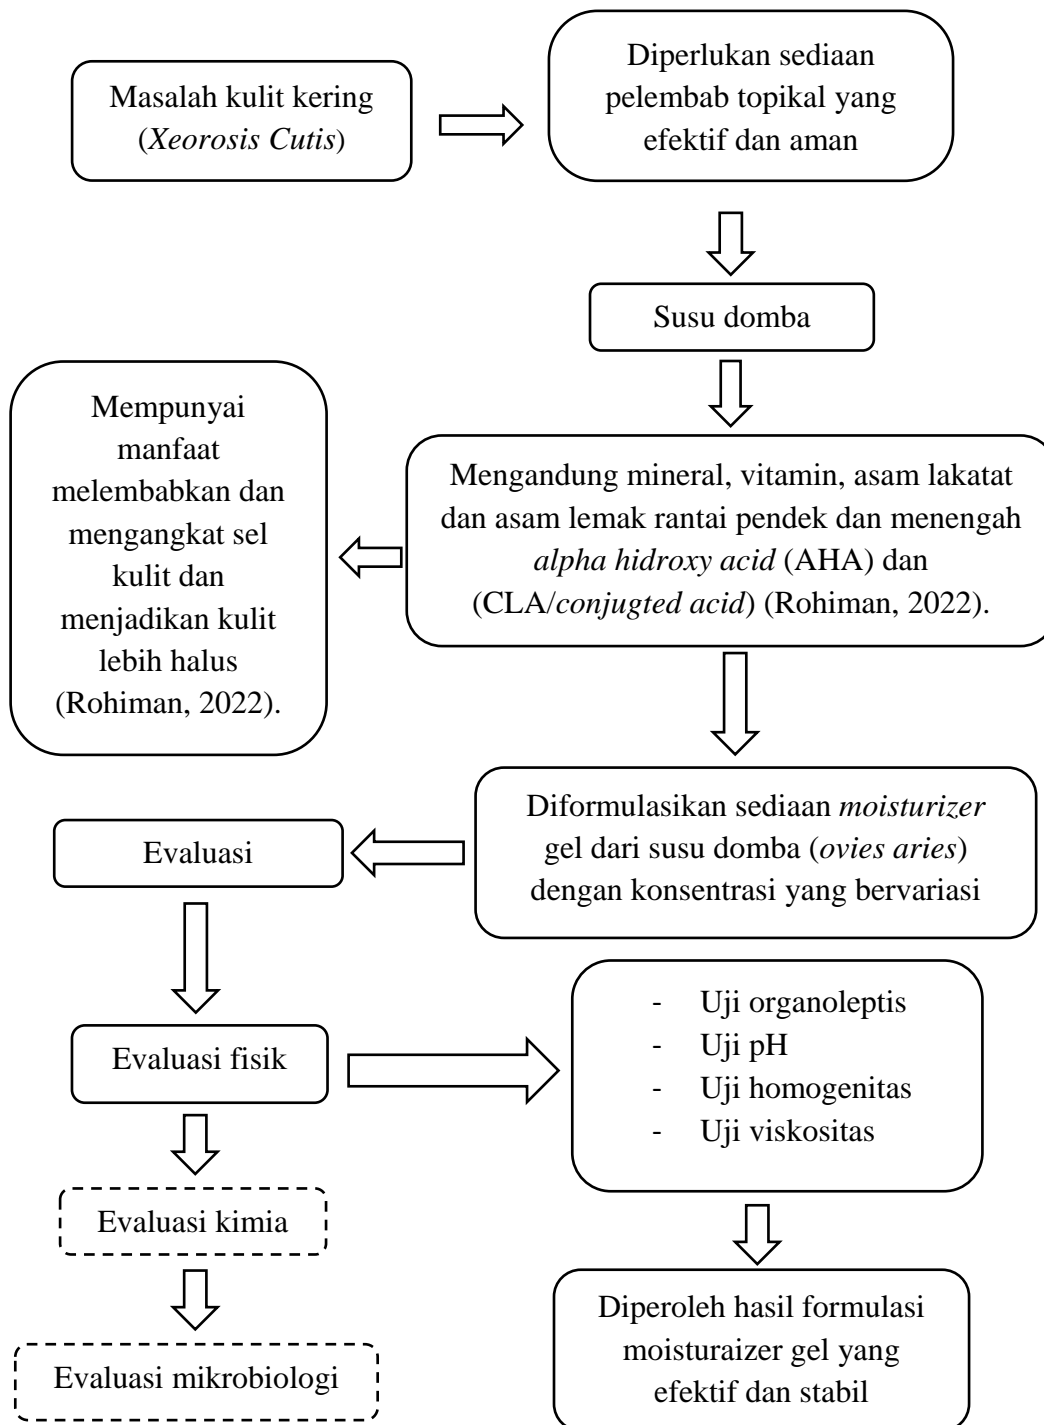 Masalah kulit kering
(Xeorosis Cutis)
Diperlukan sediaan
pelembab topikal yang
efektif dan aman
Susu domba
Mengandung mineral, vitamin, asam lakatat
dan asam lemak rantai pendek dan menengah
alpha hidroxy acid (AHA) dan
(CLA/conjugted acid) (Rohiman, 2022).
Mempunyai
manfaat
melembabkan dan
mengangkat sel
kulit dan
menjadikan kulit
lebih halus
(Rohiman, 2022).
Diformulasikan sediaan moisturizer
gel dari susu domba (ovies aries)
dengan konsentrasi yang bervariasi
Evaluasi
Evaluasi fisik
- Uji organoleptis
- Uji pH
- Uji homogenitas
- Uji viskositas
Evaluasi kimia
Evaluasi mikrobiologi
Diperoleh hasil formulasi
moisturaizer gel yang
efektif dan stabil